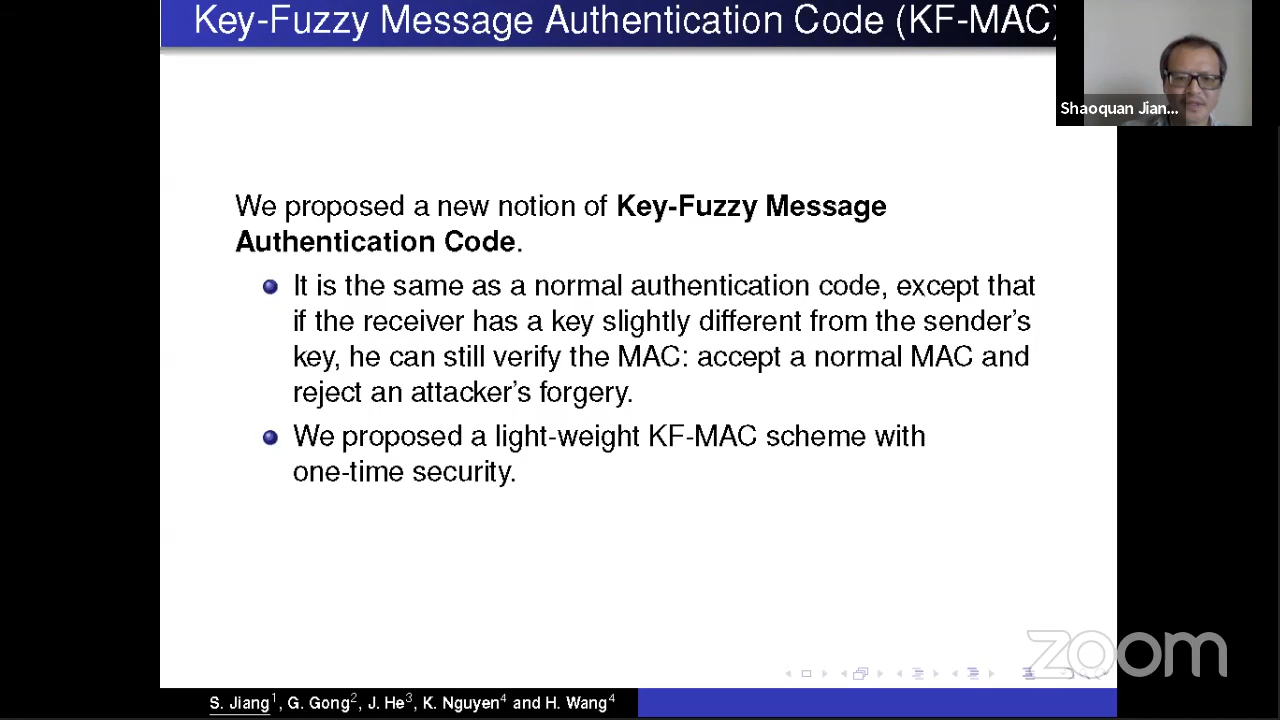 Key-Fuzzy Message Authentication Code (KF-MAC)
Shaoquan Jian...
We proposed a new notion of Key-Fuzzy Message
Authentication Code.
It is the same as a normal authentication code, except that
if the receiver has a key slightly different from the sender's
key, he can still verify the MAC: accept a normal MAC and
reject an attacker's forgery.
We proposed a light-weight KF-MAC scheme with
one-time security.
zoom
S. Jiang¹, G. Gong², J. He³, K. Nguyen⁴ and H. Wang⁴